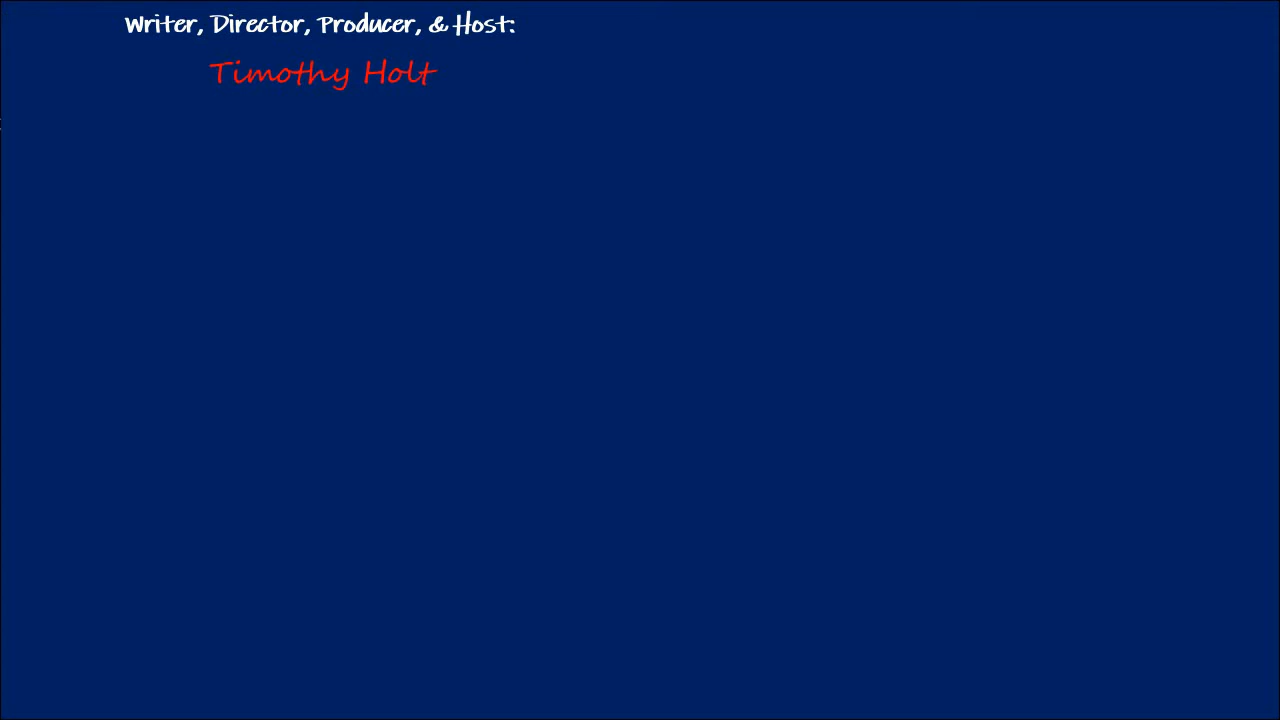 Writer, Director, Producer, & Host:
Timothy Holt